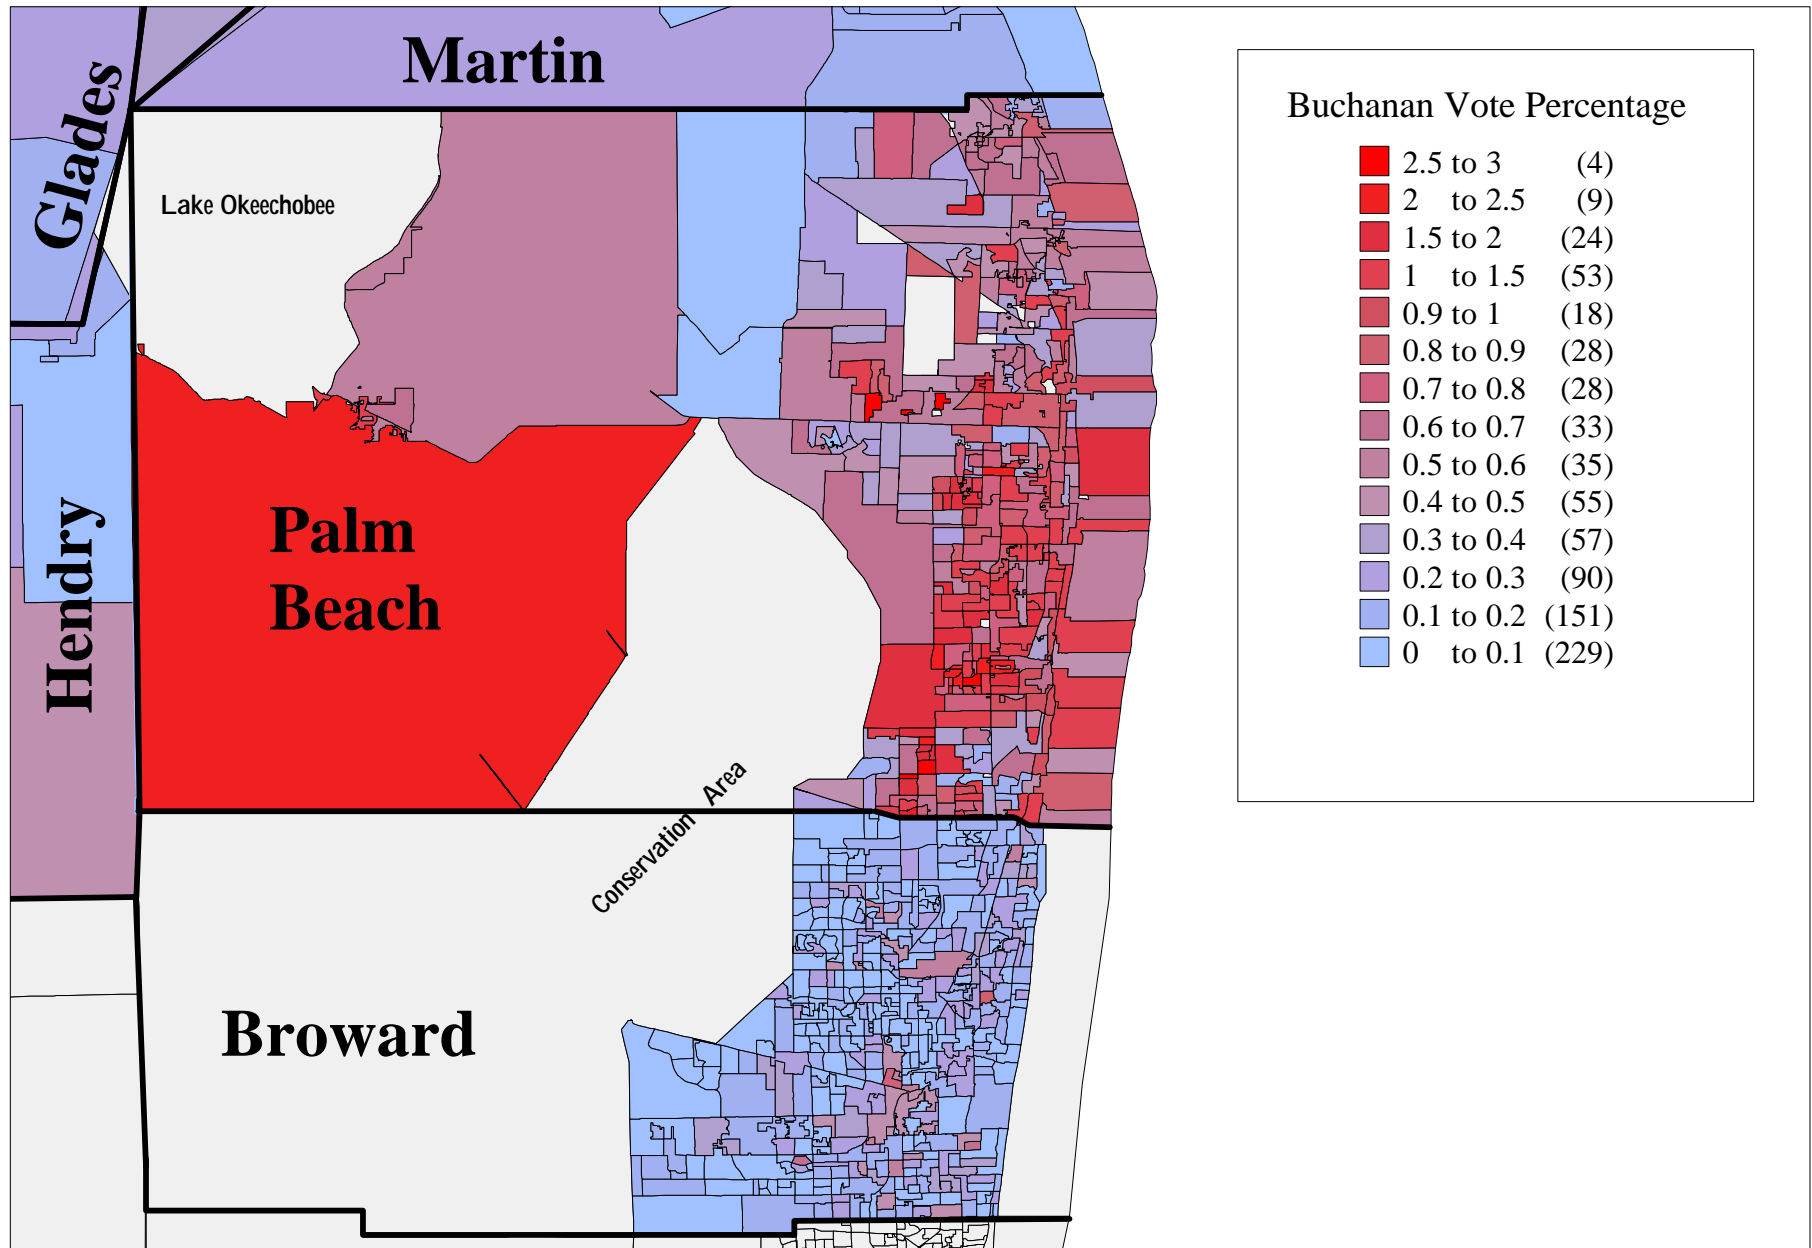 Martin
Glades
Lake Okeechobee
Hendry
Palm
Beach
Conservation Area
Broward
Buchanan Vote Percentage
2.5 to 3 (4)
2 to 2.5 (9)
1.5 to 2 (24)
1 to 1.5 (53)
0.9 to 1 (18)
0.8 to 0.9 (28)
0.7 to 0.8 (28)
0.6 to 0.7 (33)
0.5 to 0.6 (35)
0.4 to 0.5 (55)
0.3 to 0.4 (57)
0.2 to 0.3 (90)
0.1 to 0.2 (151)
0 to 0.1 (229)